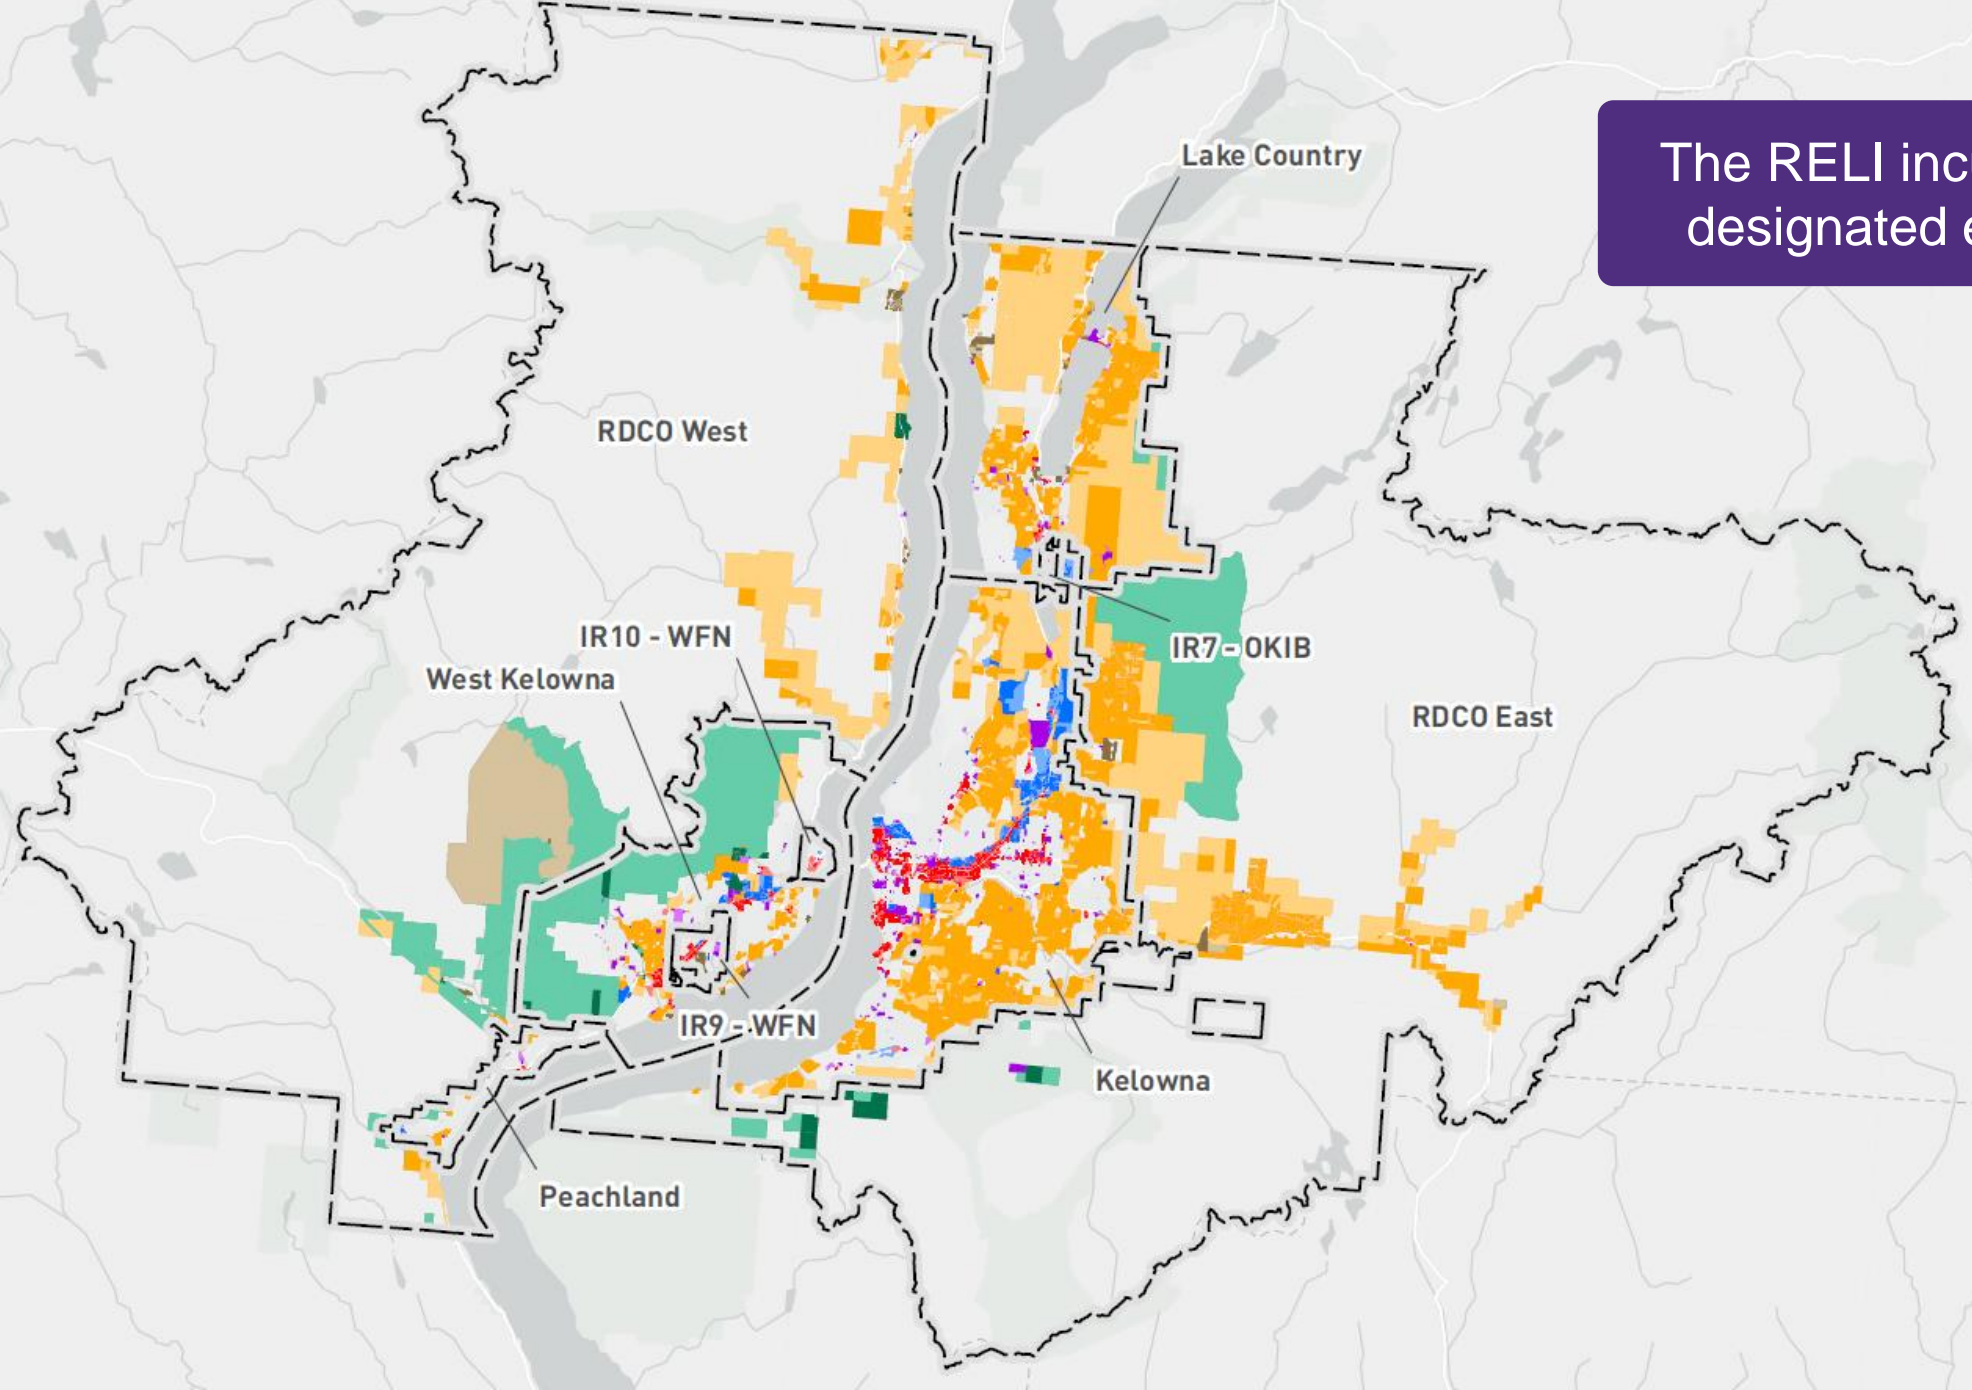 Lake Country
The RELI inc
designated e
RDCO West
IR10 - WFN
IR7 - OKIB
West Kelowna
RDCO East
IR9 - WFN
Kelowna
Peachland